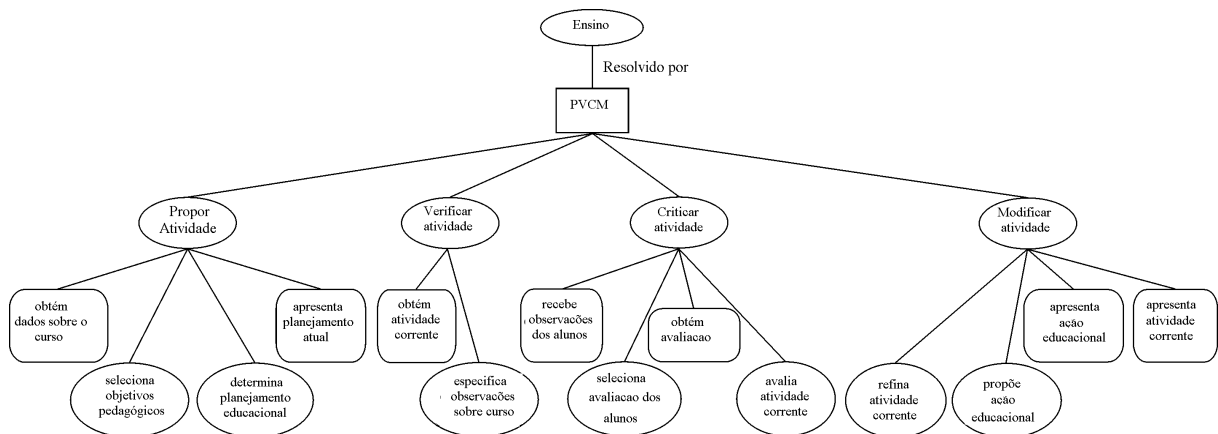 Ensino
Resolvido por
PVCM
Propor
Atividade
Verificar
atividade
Criticar
atividade
Modificar
atividade
obtém
dados sobre o
curso
apresenta
planejamento
atual
obtém
atividade
corrente
recebe
observacões
dos alunos
obtém
avaliacao
apresenta
ação
educacional
apresenta
atividade
corrente
seleciona
objetivos
pedagógicos
determina
planejamento
educacional
especifica
observacões
sobre curso
seleciona
avaliacao dos
alunos
avalia
atividade
corrente
refina
atividade
corrente
propõe
ação
educacional